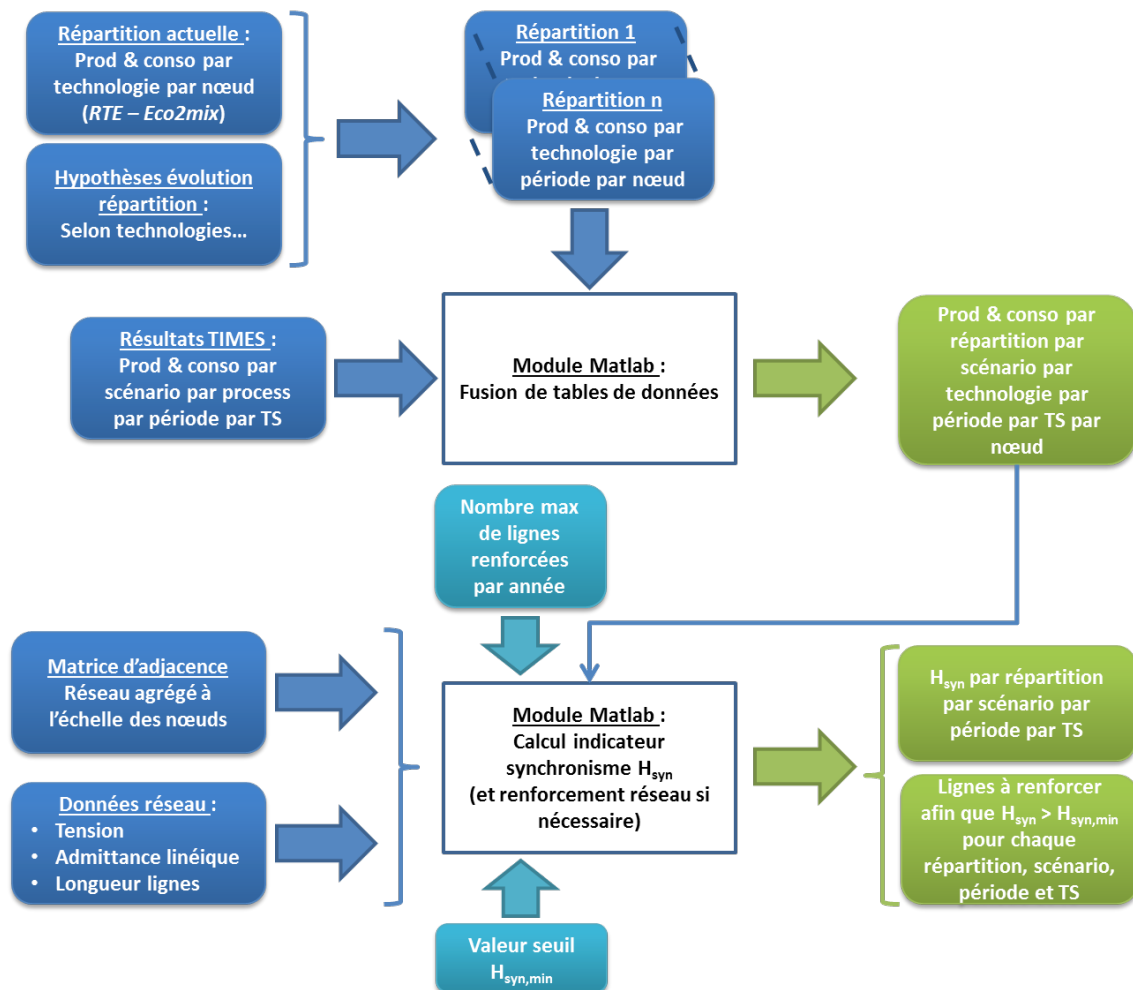 Répartition actuelle :
Prod & conso par
technologie par nœud
(RTE – Eco2mix)
Hypothèses évolution
répartition :
Selon technologies…
Répartition 1
Prod & conso par
Répartition n
Prod & conso par
technologie par
période par nœud
Résultats TIMES :
Prod & conso par
scénario par process
par période par TS
Module Matlab :
Fusion de tables de données
Prod & conso par
répartition par
scénario par
technologie par
période par TS par
nœud
Nombre max
de lignes
renforcées
par année
Matrice d’adjacence
Réseau agrégé à
l’échelle des nœuds
Données réseau :
• Tension
• Admittance linéique
• Longueur lignes
Module Matlab :
Calcul indicateur
synchronisme Hsyn
(et renforcement réseau si
nécessaire)
Valeur seuil
Hsyn,min
Hsyn par répartition
par scénario par
période par TS
Lignes à renforcer
afin que Hsyn > Hsyn,min
pour chaque
répartition, scénario,
période et TS